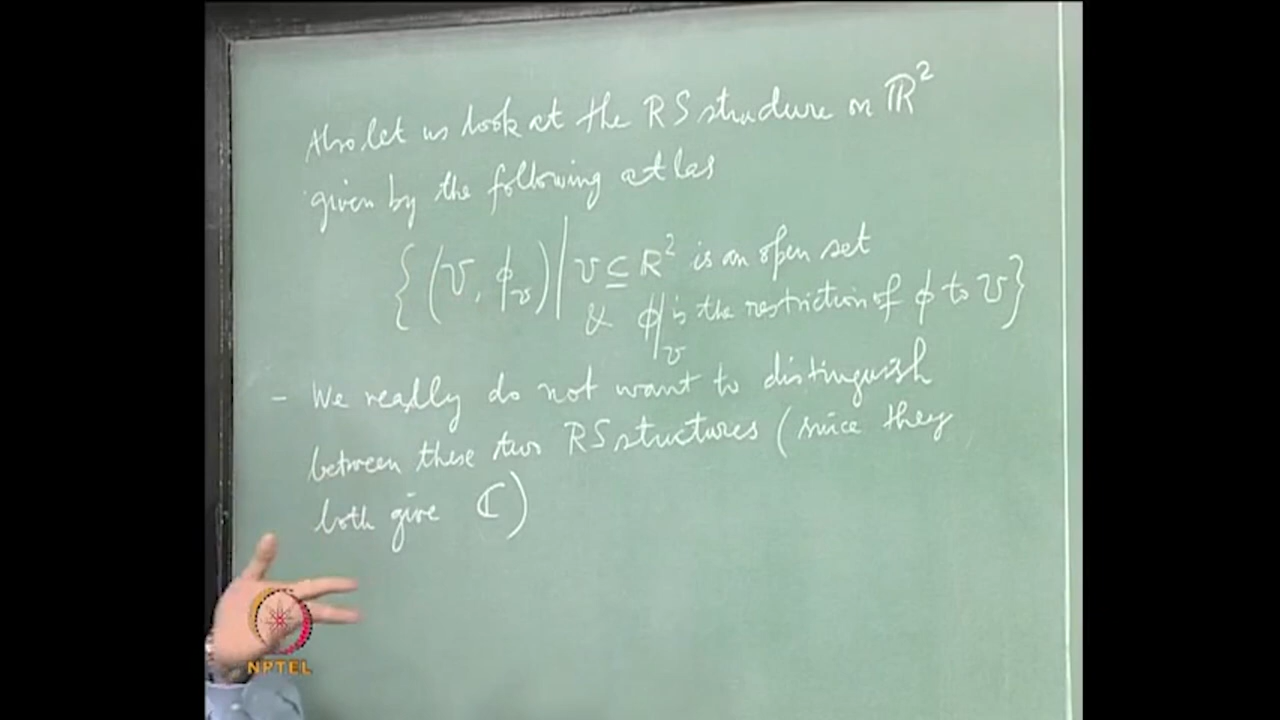 Also let us look at the RS structure on ℝ²
given by the following atlas
{(V, ϕ_V) | V ⊆ ℝ² is an open set
& ϕ|_V is the restriction of ϕ to V}
- We really do not want to distinguish
between these two RS structures (since they
both give ℂ)
NPTEL